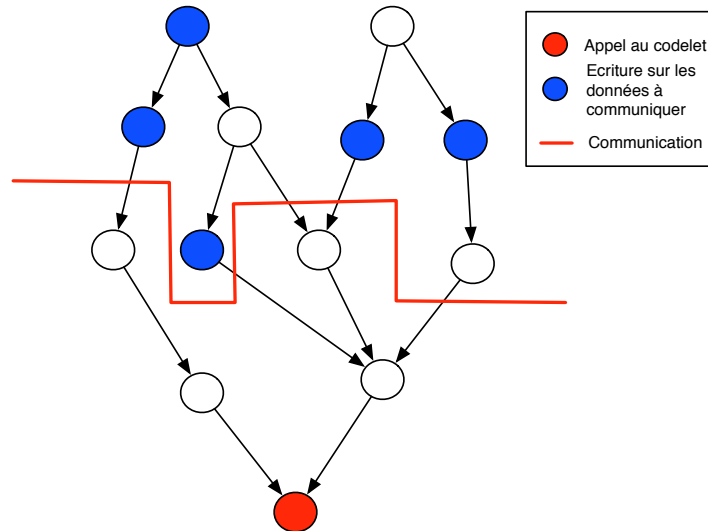 Appel au codelet
Ecriture sur les
données à
communiquer
Communication